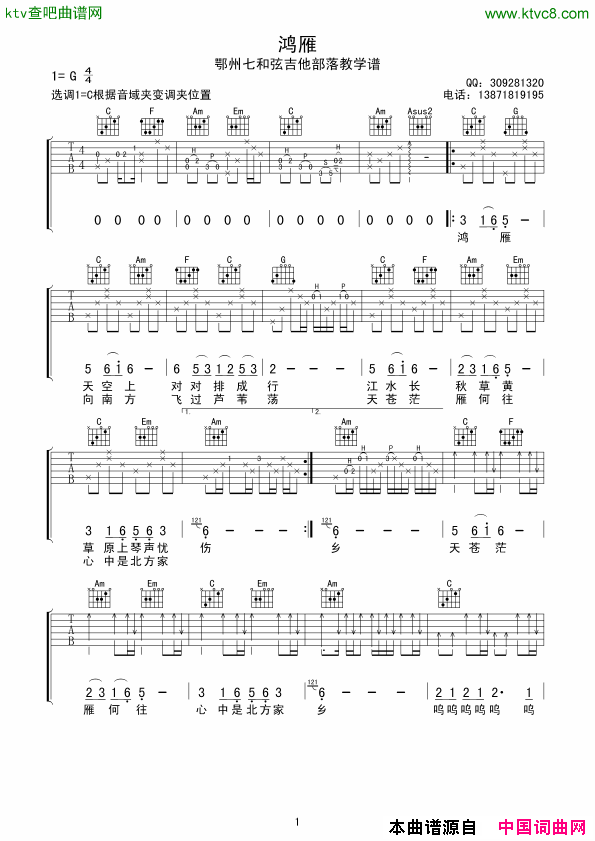 ktv查吧曲谱网
http://www.ktvc8.com
鸿雁
鄂州七和弦吉他部落教学谱
1= G 4/4
QQ: 309281320
选调1=C根据音域夹变调夹位置
电话: 13871819195
C F Am Em C Am Asus2 C G
0 0 0 0 0 0 0 0 0 0 0 0 3 1 6 5 -
鸿 雁
C Am F C G C F Am Em
5 6 1 6 - 6 5 3 1 2 5 3 2 - - - 5 6 1 6 - 2 3 1 6 5 -
天 空 上 对 对 排 成 行 江 水 长 秋 草 黄
向 南 方 飞 过 芦 苇 荡 天 苍 茫 雁 何 往
1. 2.
C Em Am Am C F
3 1 6 5 6 3 121 6 - - - 121 6 - - - 5 6 1 6 -
草 原 上 琴 声 忧 伤 乡 天 苍 茫
心 中 是 北 方 家
Am Em C Em Am Am C
2 3 1 6 5 - 3 1 6 5 6 3 121 6 - - - 2 1 2 1 2· 1
雁 何 往 心 中 是 北 方 家 乡 呜 呜 呜 呜 呜 呜
1
本曲谱源自 中国词曲网